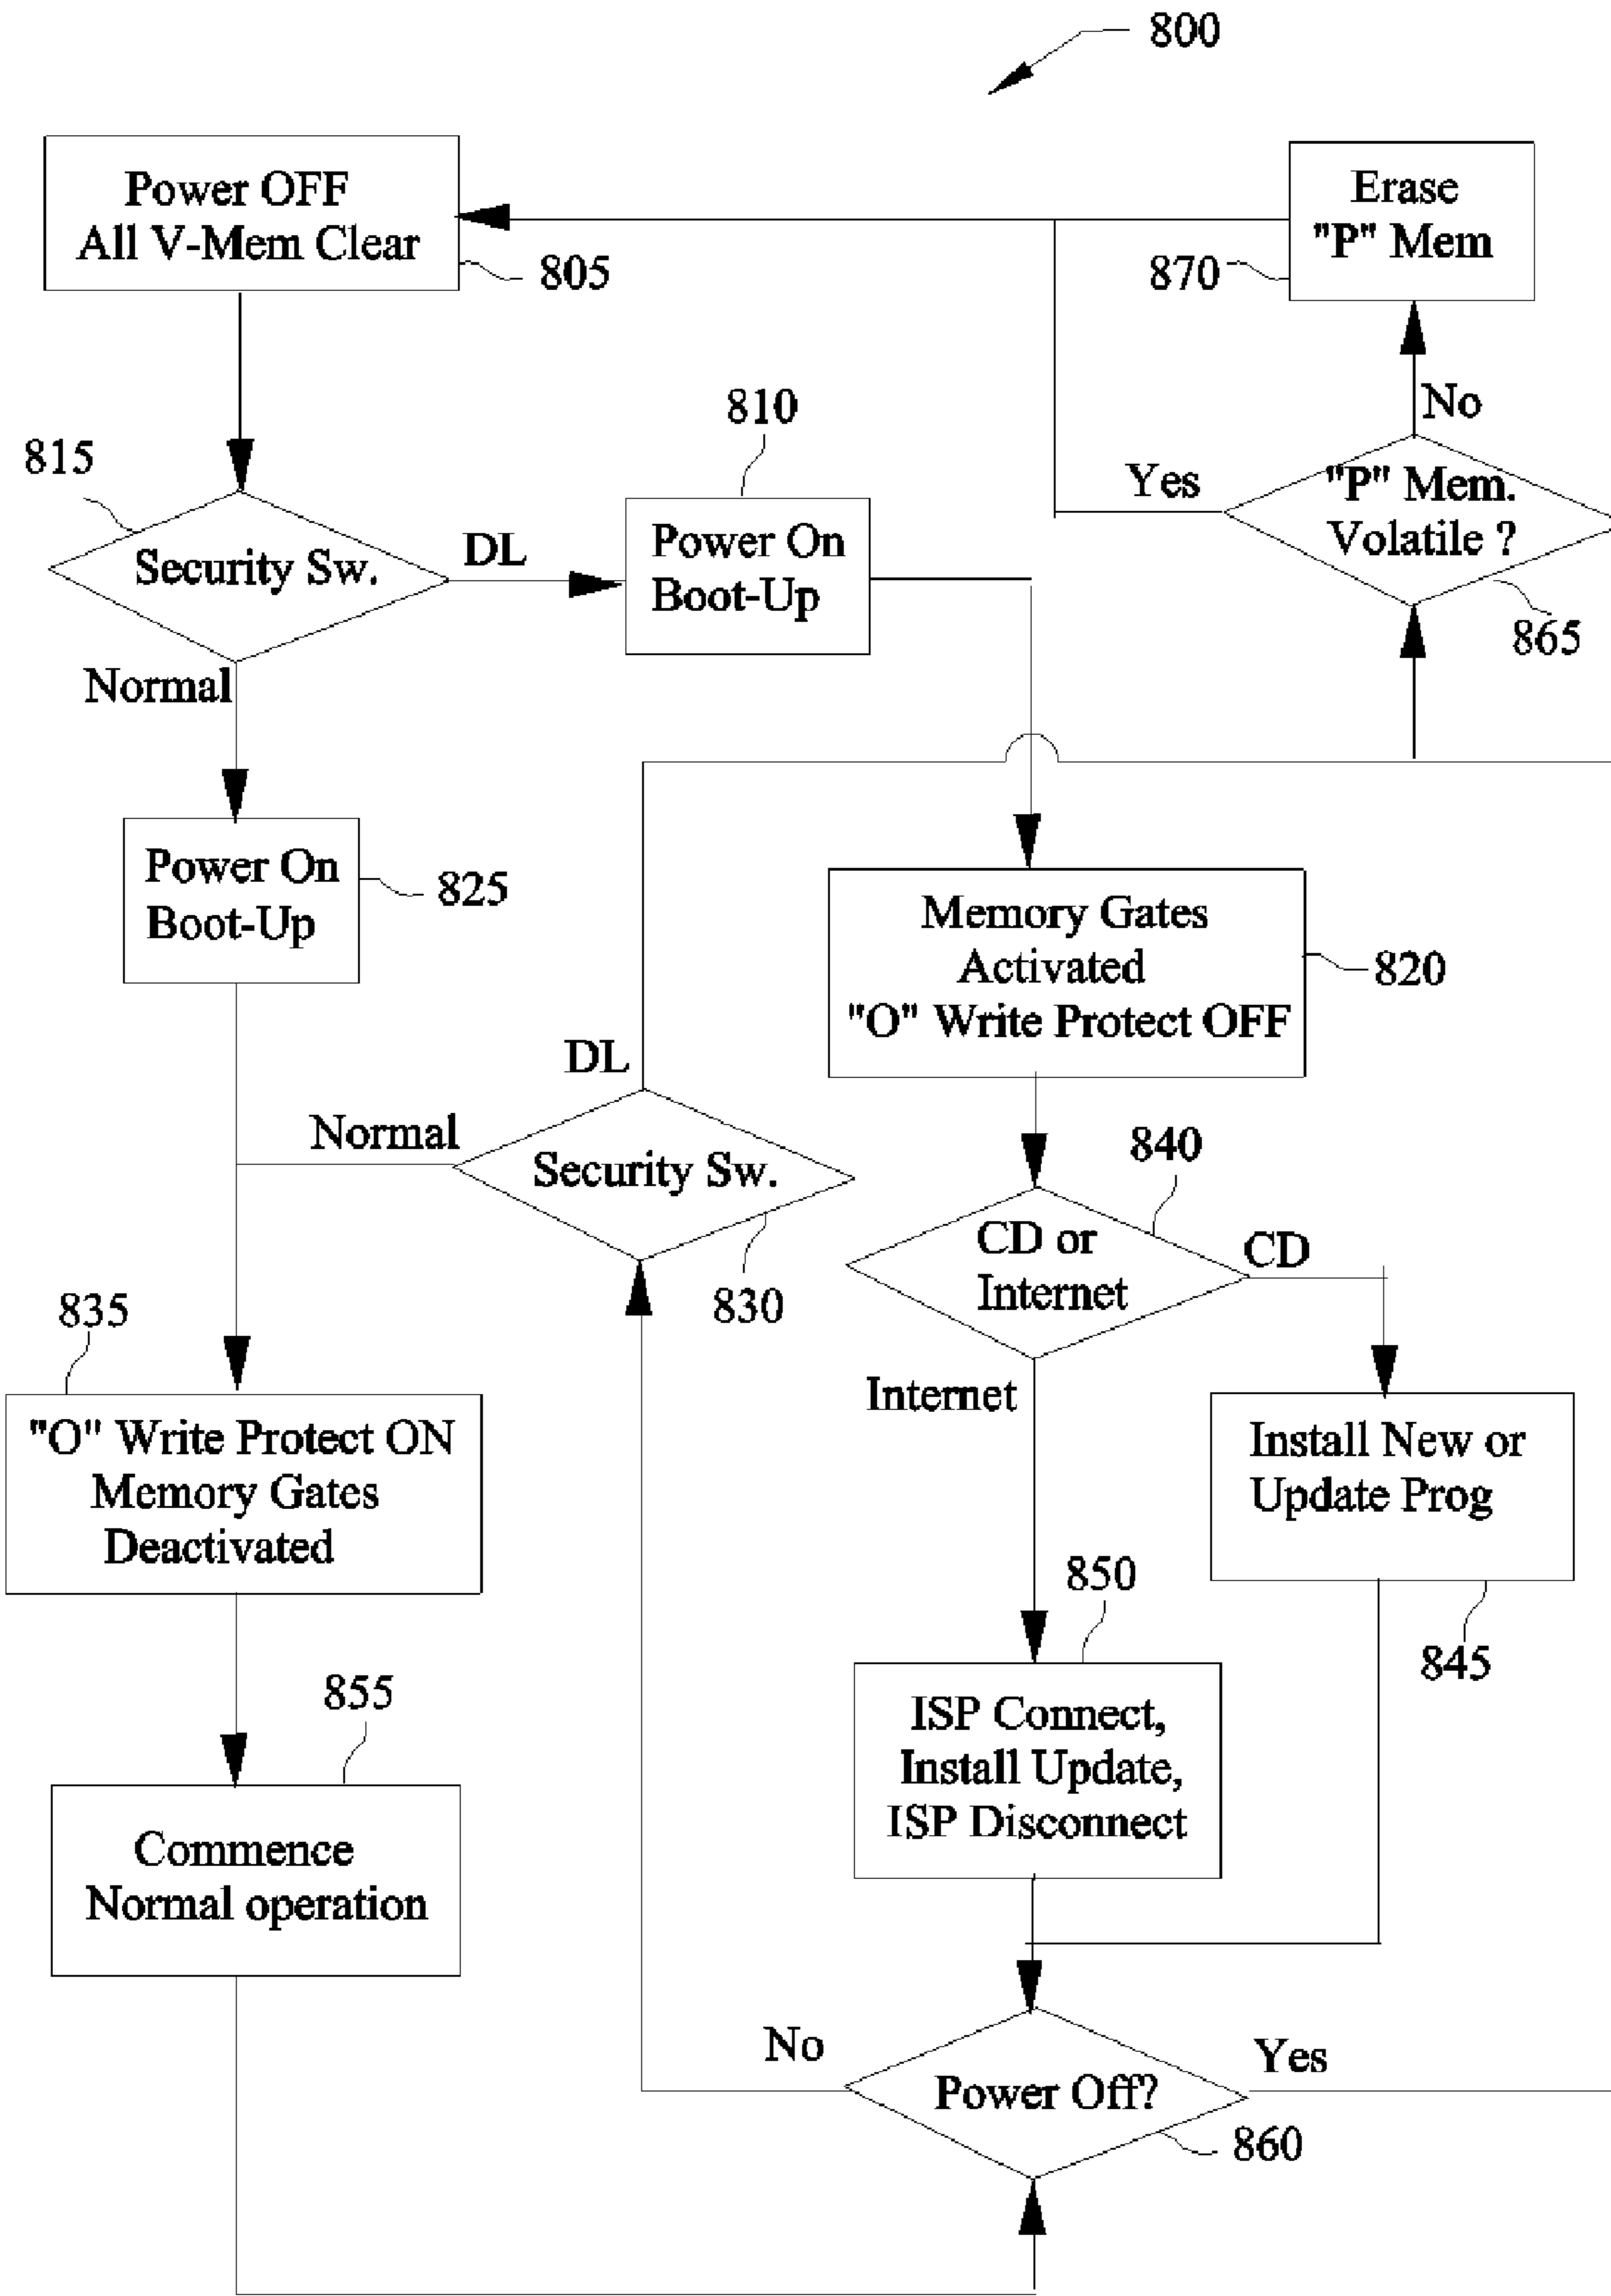 800
Power OFF
All V-Mem Clear
805
Erase
"P" Mem
870
No
Yes
"P" Mem.
Volatile ?
865
810
Power On
Boot-Up
815
Security Sw.
DL
Normal
Power On
Boot-Up
825
Memory Gates
Activated
"O" Write Protect OFF
820
DL
Normal
Security Sw.
830
840
CD or
Internet
CD
Internet
835
"O" Write Protect ON
Memory Gates
Deactivated
Install New or
Update Prog
845
850
ISP Connect,
Install Update,
ISP Disconnect
855
Commence
Normal operation
No
Power Off?
Yes
860